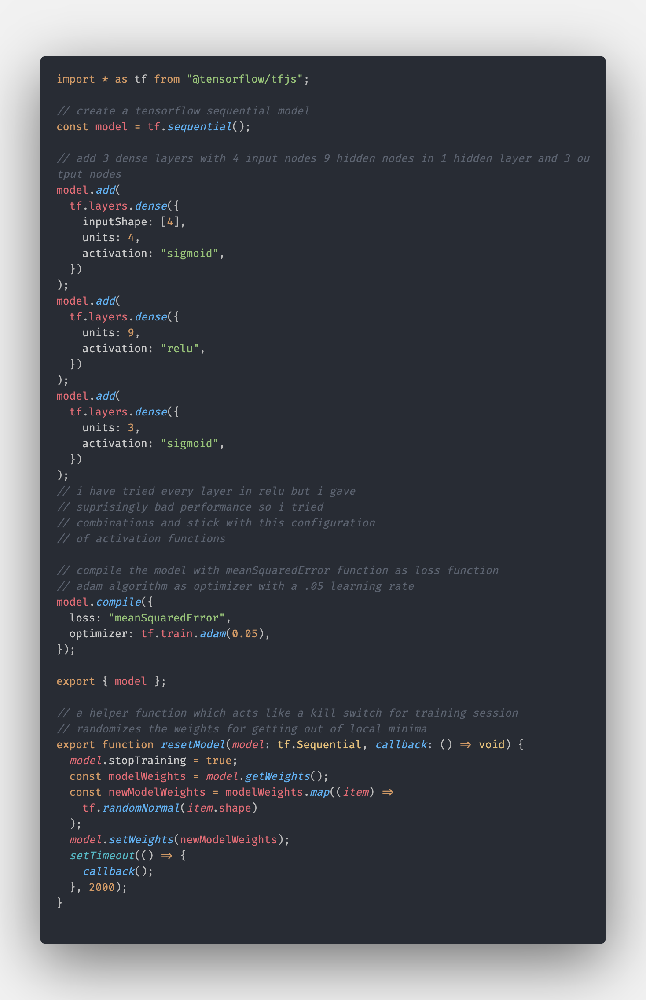 import * as tf from "@tensorflow/tfjs";
// create a tensorflow sequential model
const model = tf.sequential();
// add 3 dense layers with 4 input nodes 9 hidden nodes in 1 hidden layer and 3 ou
tput nodes
model.add(
  tf.layers.dense({
    inputShape: [4],
    units: 4,
    activation: "sigmoid",
  })
);
model.add(
  tf.layers.dense({
    units: 9,
    activation: "relu",
  })
);
model.add(
  tf.layers.dense({
    units: 3,
    activation: "sigmoid",
  })
);
// i have tried every layer in relu but i gave
// suprisingly bad performance so i tried
// combinations and stick with this configuration
// of activation functions
// compile the model with meanSquaredError function as loss function
// adam algorithm as optimizer with a .05 learning rate
model.compile({
  loss: "meanSquaredError",
  optimizer: tf.train.adam(0.05),
});
export { model };
// a helper function which acts like a kill switch for training session
// randomizes the weights for getting out of local minima
export function resetModel(model: tf.Sequential, callback: () => void) {
  model.stopTraining = true;
  const modelWeights = model.getWeights();
  const newModelWeights = modelWeights.map((item) =>
    tf.randomNormal(item.shape)
  );
  model.setWeights(newModelWeights);
  setTimeout(() => {
    callback();
  }, 2000);
}